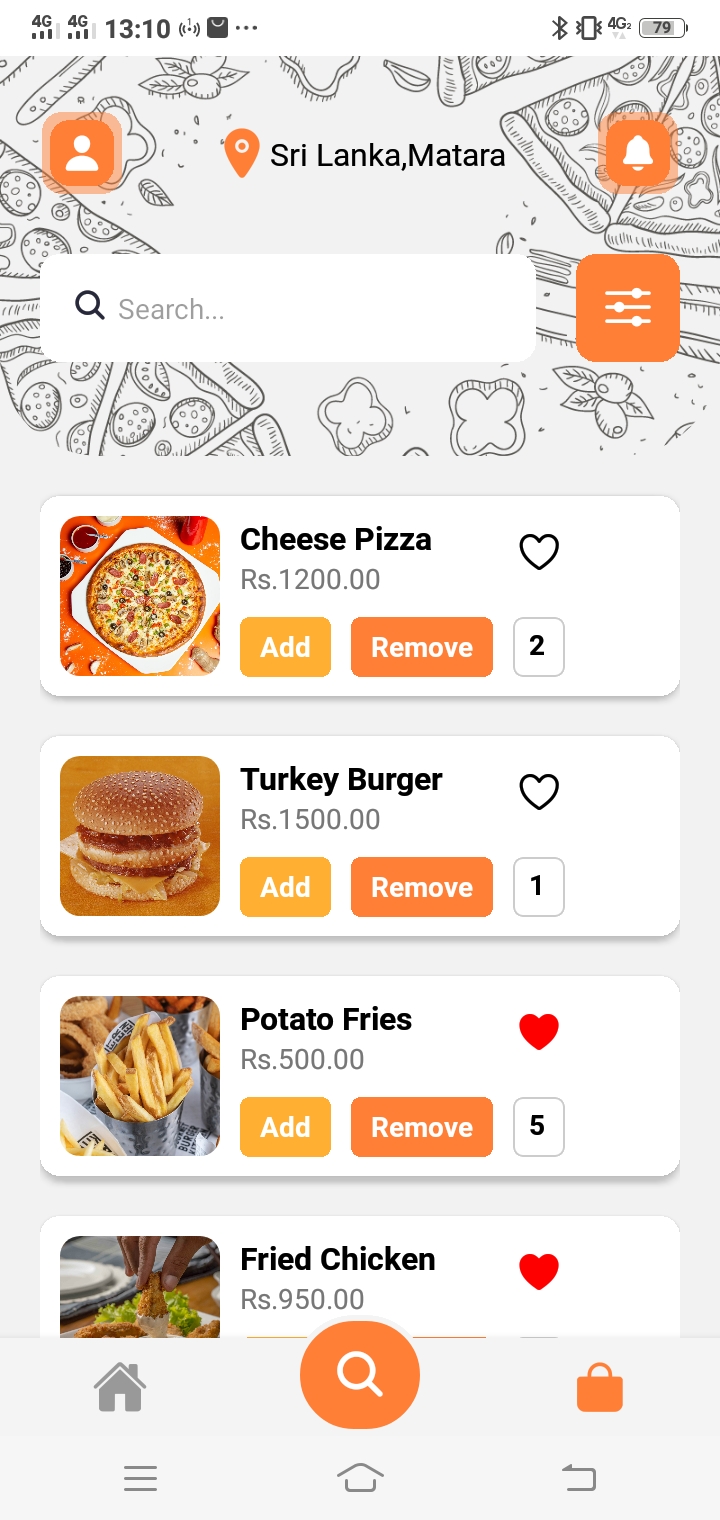 4G 4G 13:10 4G2 79
Sri Lanka,Matara
Search...
Cheese Pizza
Rs.1200.00
Add Remove 2
Turkey Burger
Rs.1500.00
Add Remove 1
Potato Fries
Rs.500.00
Add Remove 5
Fried Chicken
Rs.950.00